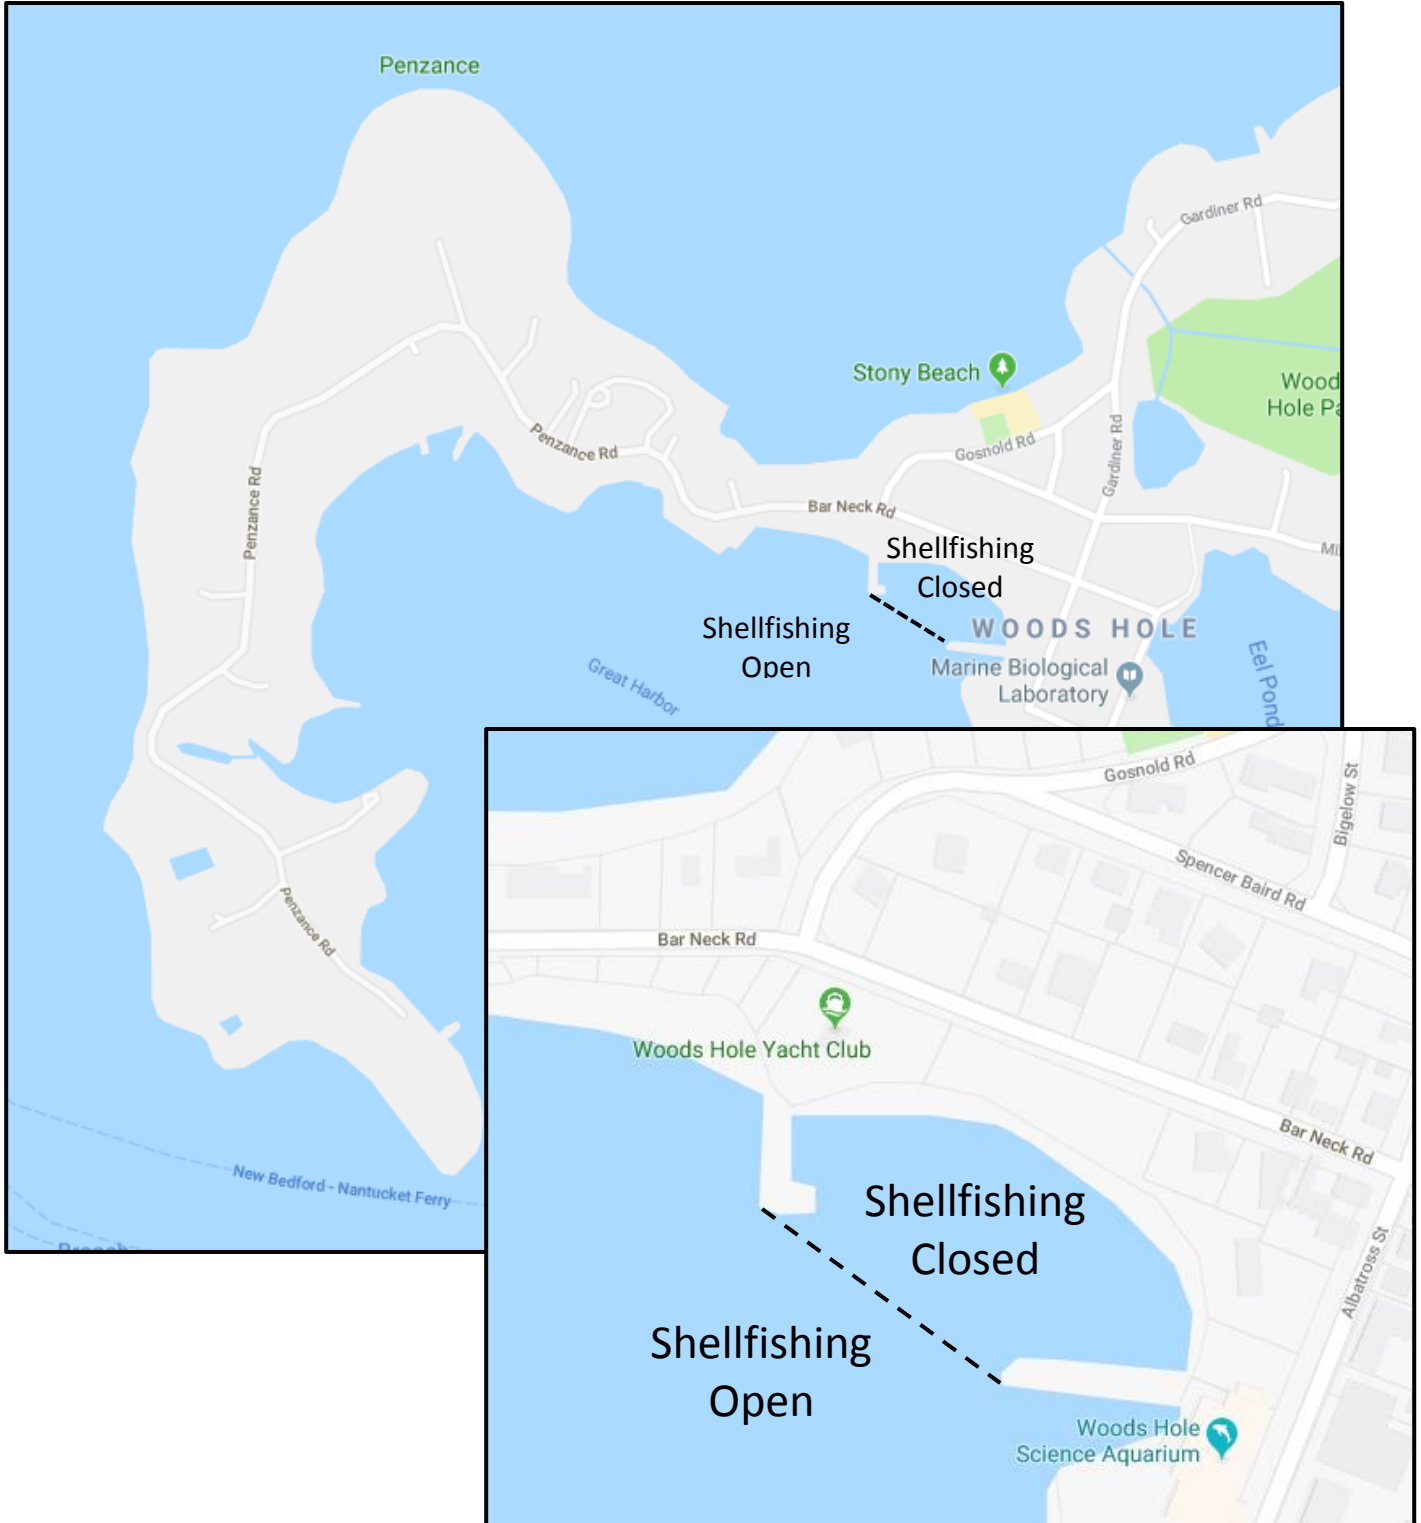 Penzance
Gardiner Rd
Stony Beach
Wood
Hole Pa
Gosnold Rd
Gardiner Rd
Penzance Rd
Penzance Rd
Bar Neck Rd
Shellfishing
Closed
Shellfishing
Open
WOODS HOLE
Marine Biological
Laboratory
Great Harbor
Eel Pond
Penzance Rd
New Bedford - Nantucket Ferry
Gosnold Rd
Bigelow St
Spencer Baird Rd
Bar Neck Rd
Woods Hole Yacht Club
Bar Neck Rd
Shellfishing
Closed
Albatross St
Shellfishing
Open
Woods Hole
Science Aquarium